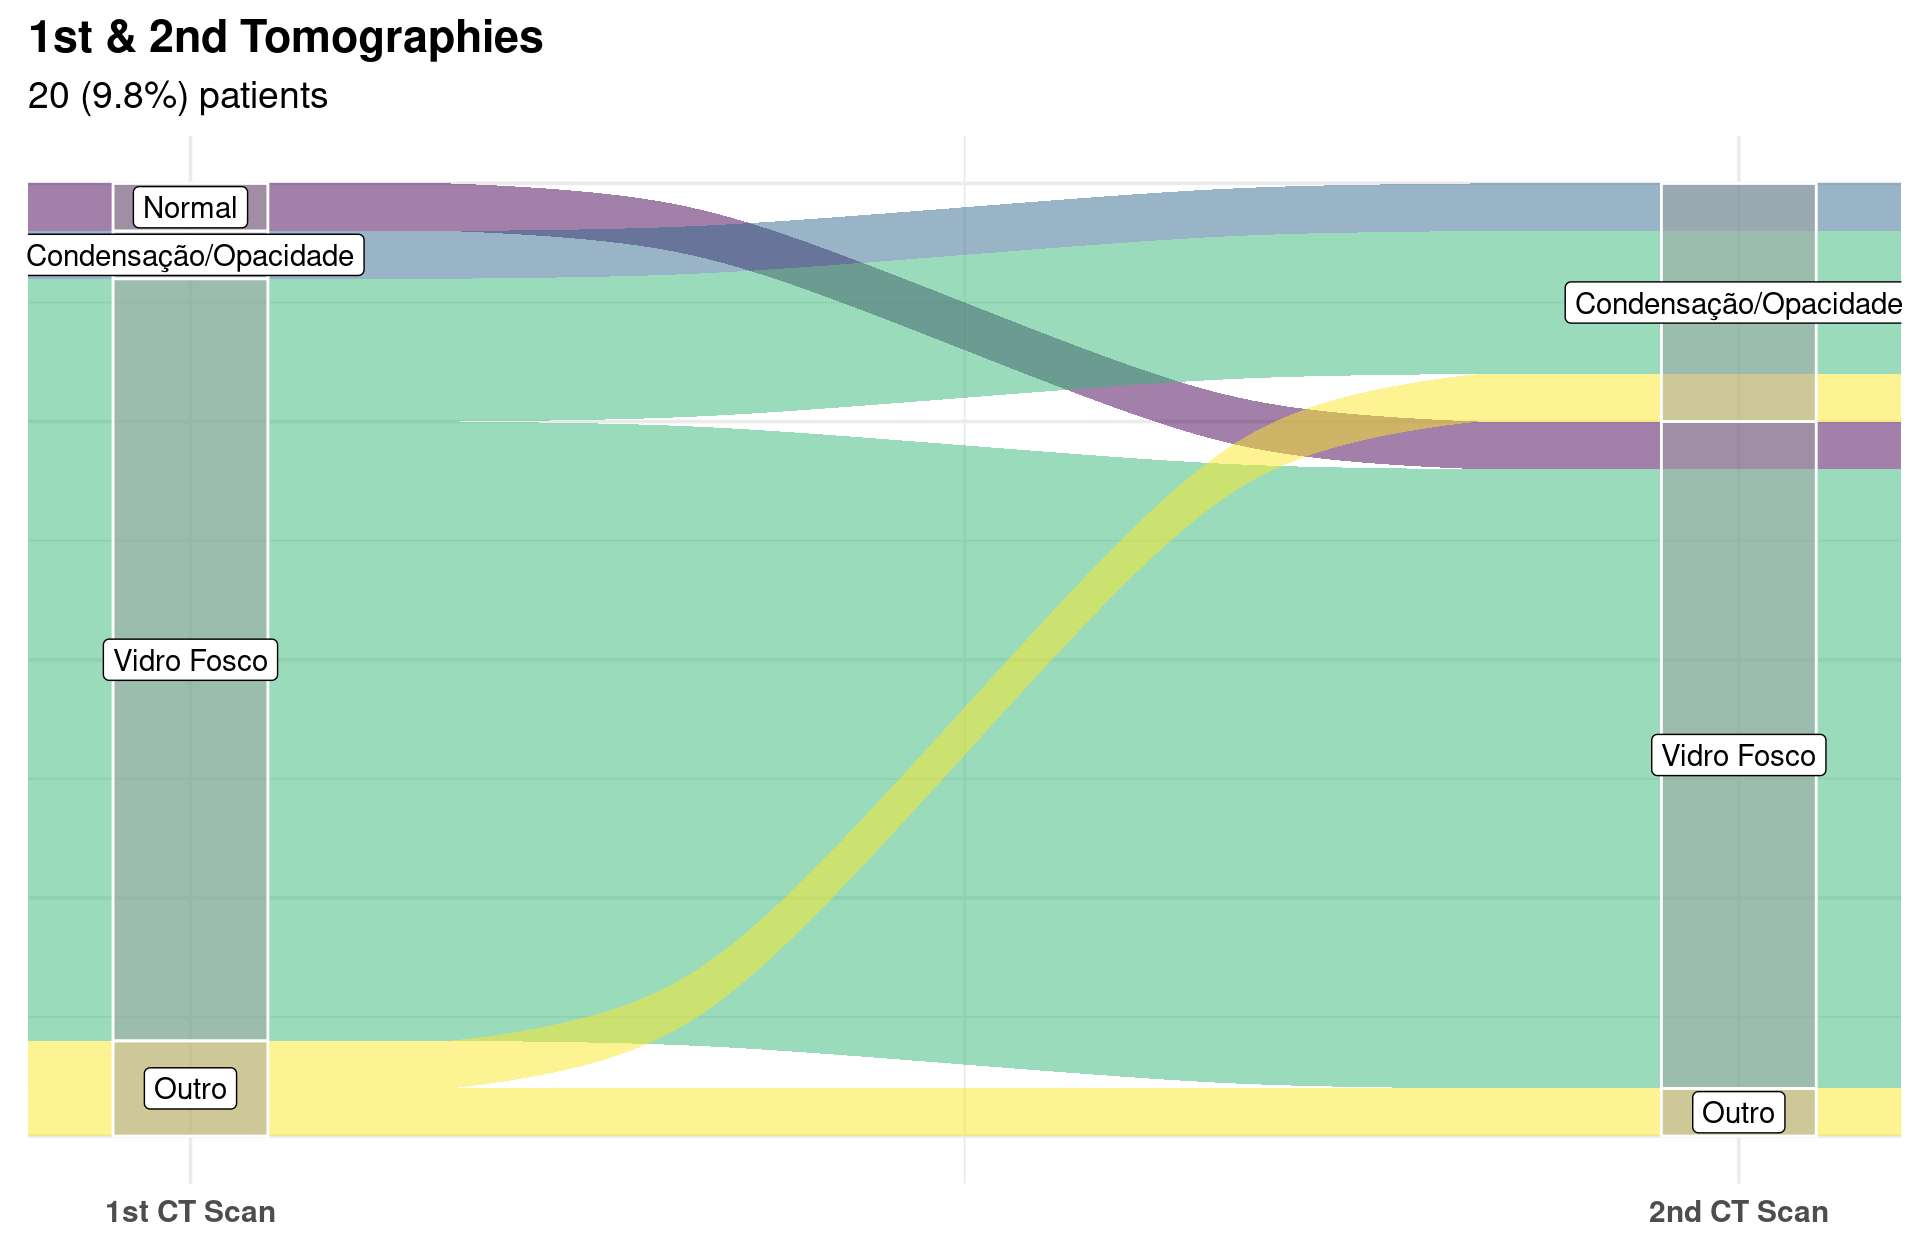 1st & 2nd Tomographies
20 (9.8%) patients
Normal
Condensação/Opacidade
Condensação/Opacidade
Vidro Fosco
Vidro Fosco
Outro
Outro
1st CT Scan
2nd CT Scan